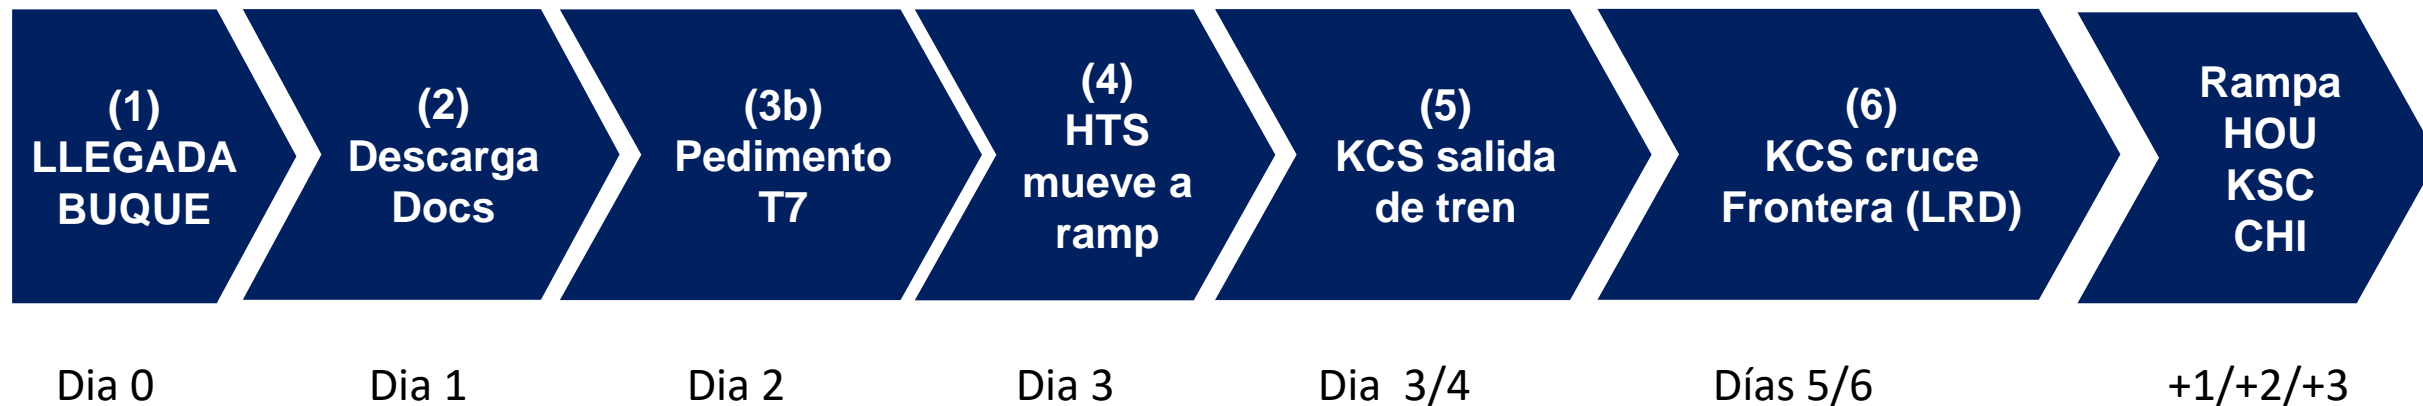 (1)
LLEGADA
BUQUE
(2)
Descarga
Docs
(3b)
Pedimento
T7
(4)
HTS
mueve a
ramp
(5)
KCS salida
de tren
(6)
KCS cruce
Frontera (LRD)
Rampa
HOU
KSC
CHI
Dia 0
Dia 1
Dia 2
Dia 3
Dia 3/4
Días 5/6
+1/+2/+3